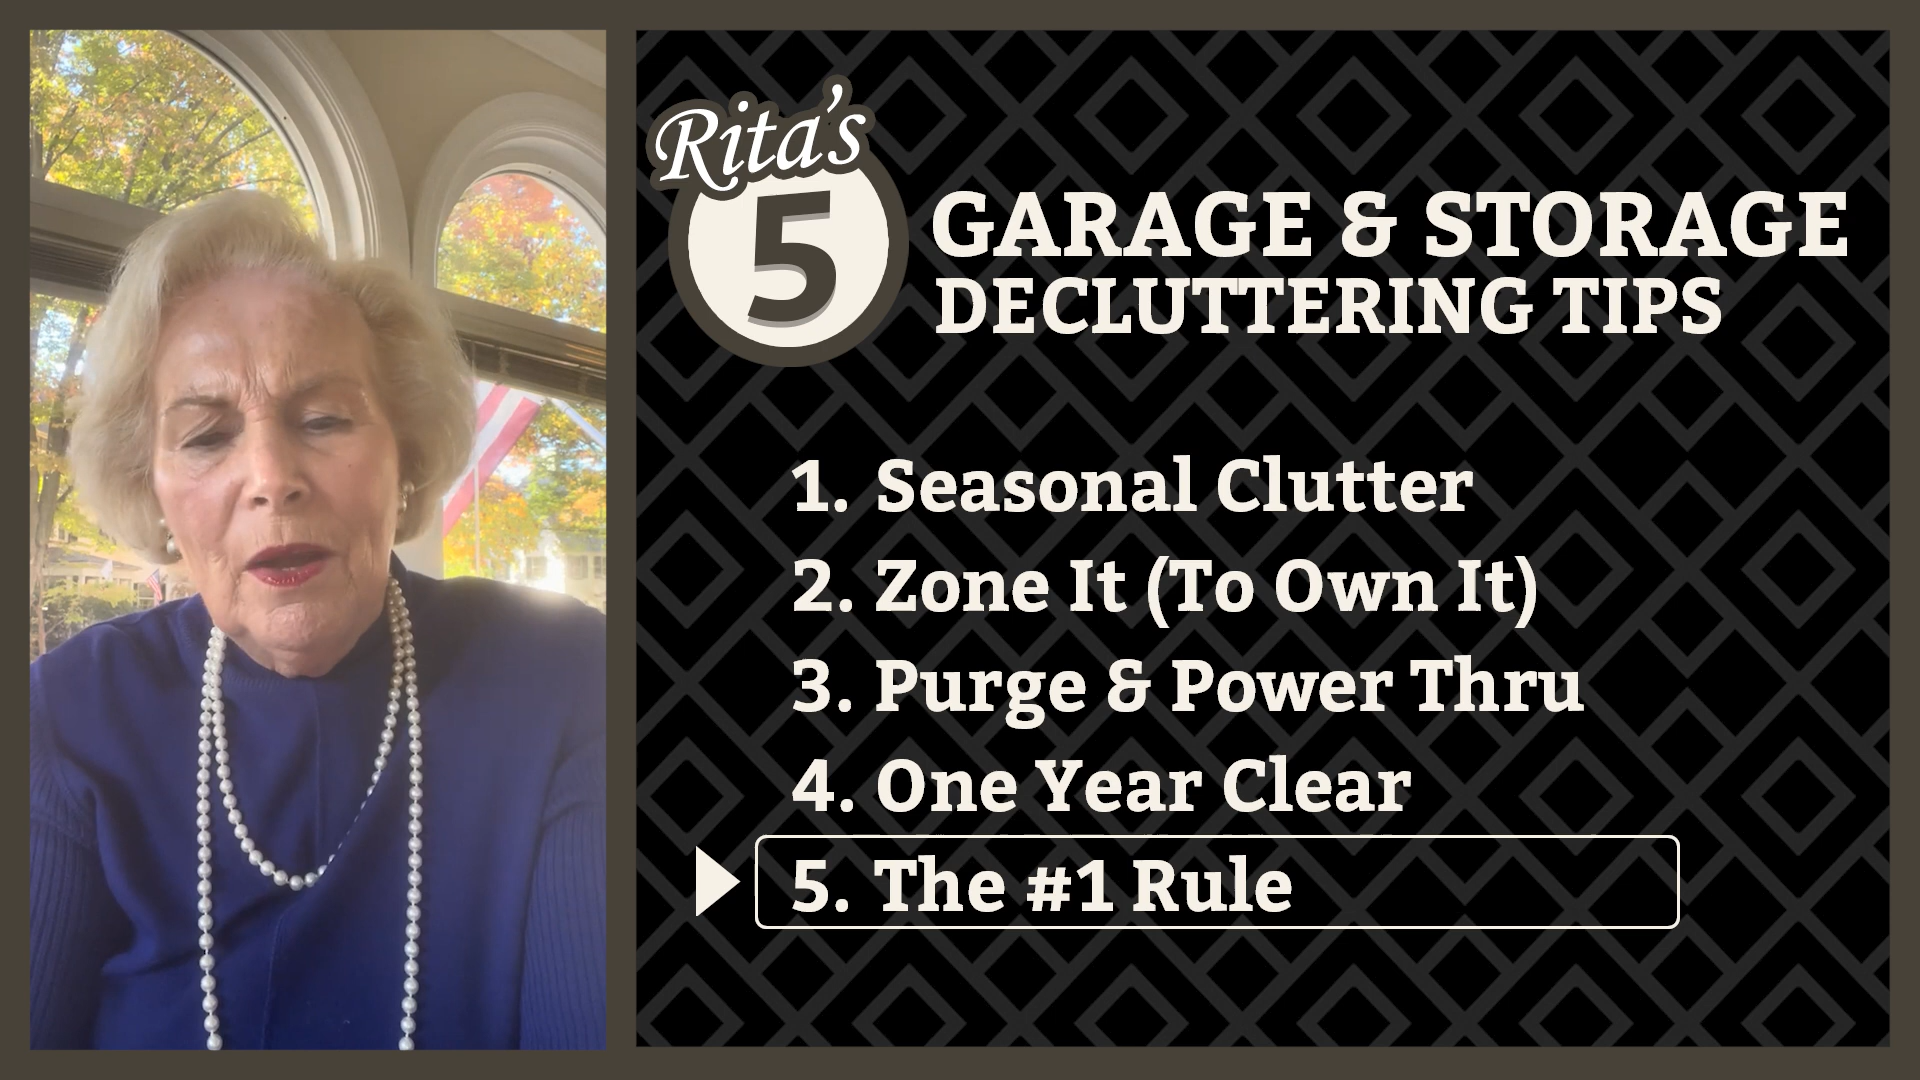 Rita's
5
GARAGE & STORAGE
DECLUTTERING TIPS
1. Seasonal Clutter
2. Zone It (To Own It)
3. Purge & Power Thru
4. One Year Clear
5. The #1 Rule